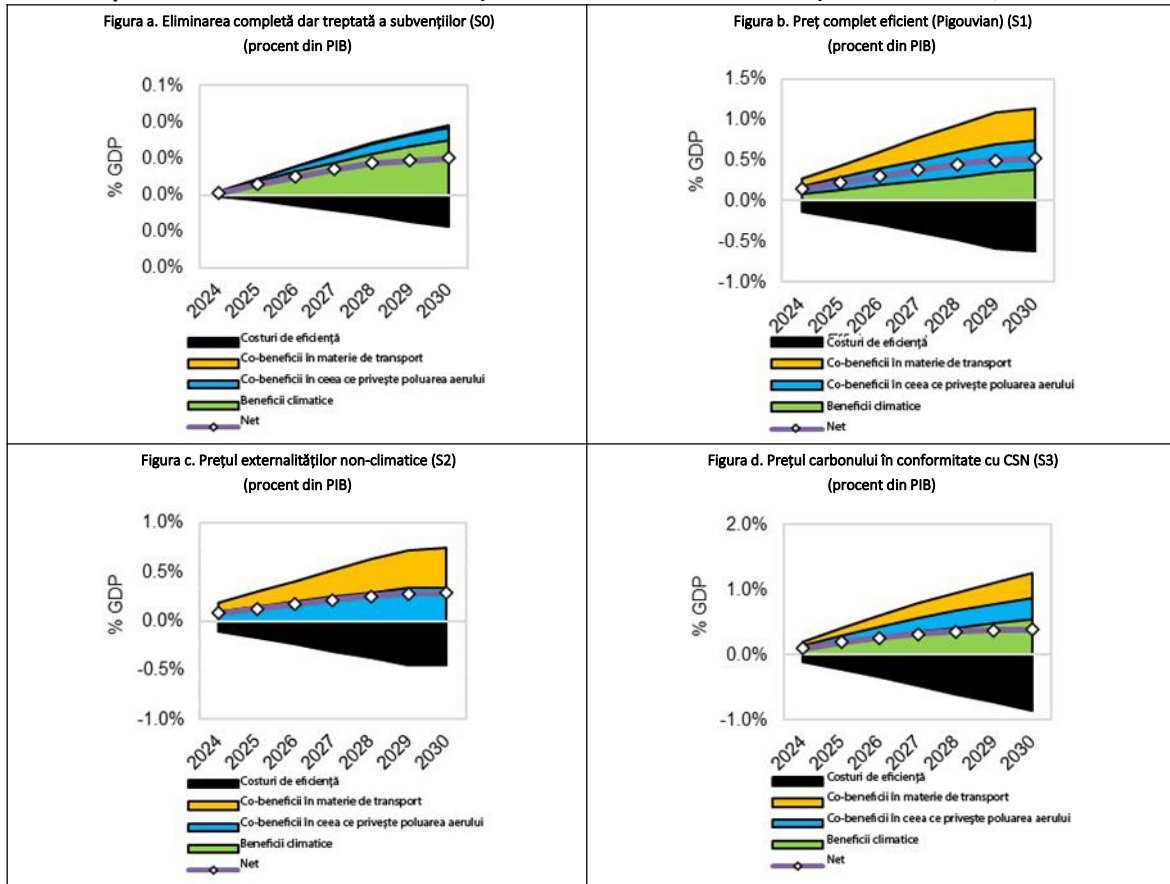 Figura a. Eliminarea completă dar treptată a subvențiilor (S0)
(procent din PIB)
0.1%
0.0%
0.0%
0.0%
0.0%
0.0%
% GDP
2024
2025
2026
2027
2028
2029
2030
Costuri de eficiență
Co-beneficii în materie de transport
Co-beneficii în ceea ce privește poluarea aerului
Beneficii climatice
Net
Figura b. Preț complet eficient (Pigouvian) (S1)
(procent din PIB)
1.5%
1.0%
0.5%
0.0%
-0.5%
-1.0%
% GDP
2024
2025
2026
2027
2028
2029
2030
Costuri de eficiență
Co-beneficii în materie de transport
Co-beneficii în ceea ce privește poluarea aerului
Beneficii climatice
Net
Figura c. Prețul externalităților non-climatice (S2)
(procent din PIB)
1.0%
0.5%
0.0%
-0.5%
-1.0%
% GDP
2024
2025
2026
2027
2028
2029
2030
Costuri de eficiență
Co-beneficii în materie de transport
Co-beneficii în ceea ce privește poluarea aerului
Beneficii climatice
Net
Figura d. Prețul carbonului în conformitate cu CSN (S3)
(procent din PIB)
2.0%
1.0%
0.0%
-1.0%
% GDP
2024
2025
2026
2027
2028
2029
2030
Costuri de eficiență
Co-beneficii în materie de transport
Co-beneficii în ceea ce privește poluarea aerului
Beneficii climatice
Net